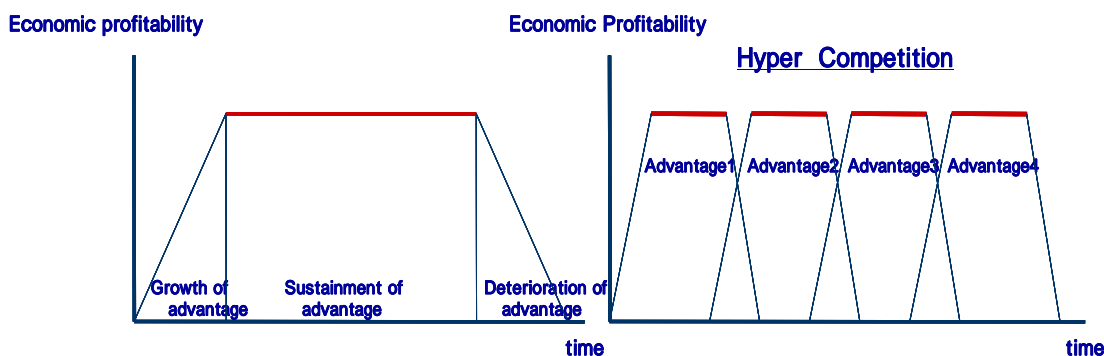 Economic profitability
Economic Profitability
Hyper Competition
Advantage1
Advantage2
Advantage3
Advantage4
Growth of
advantage
Sustainment of
advantage
Deterioration of
advantage
time
time